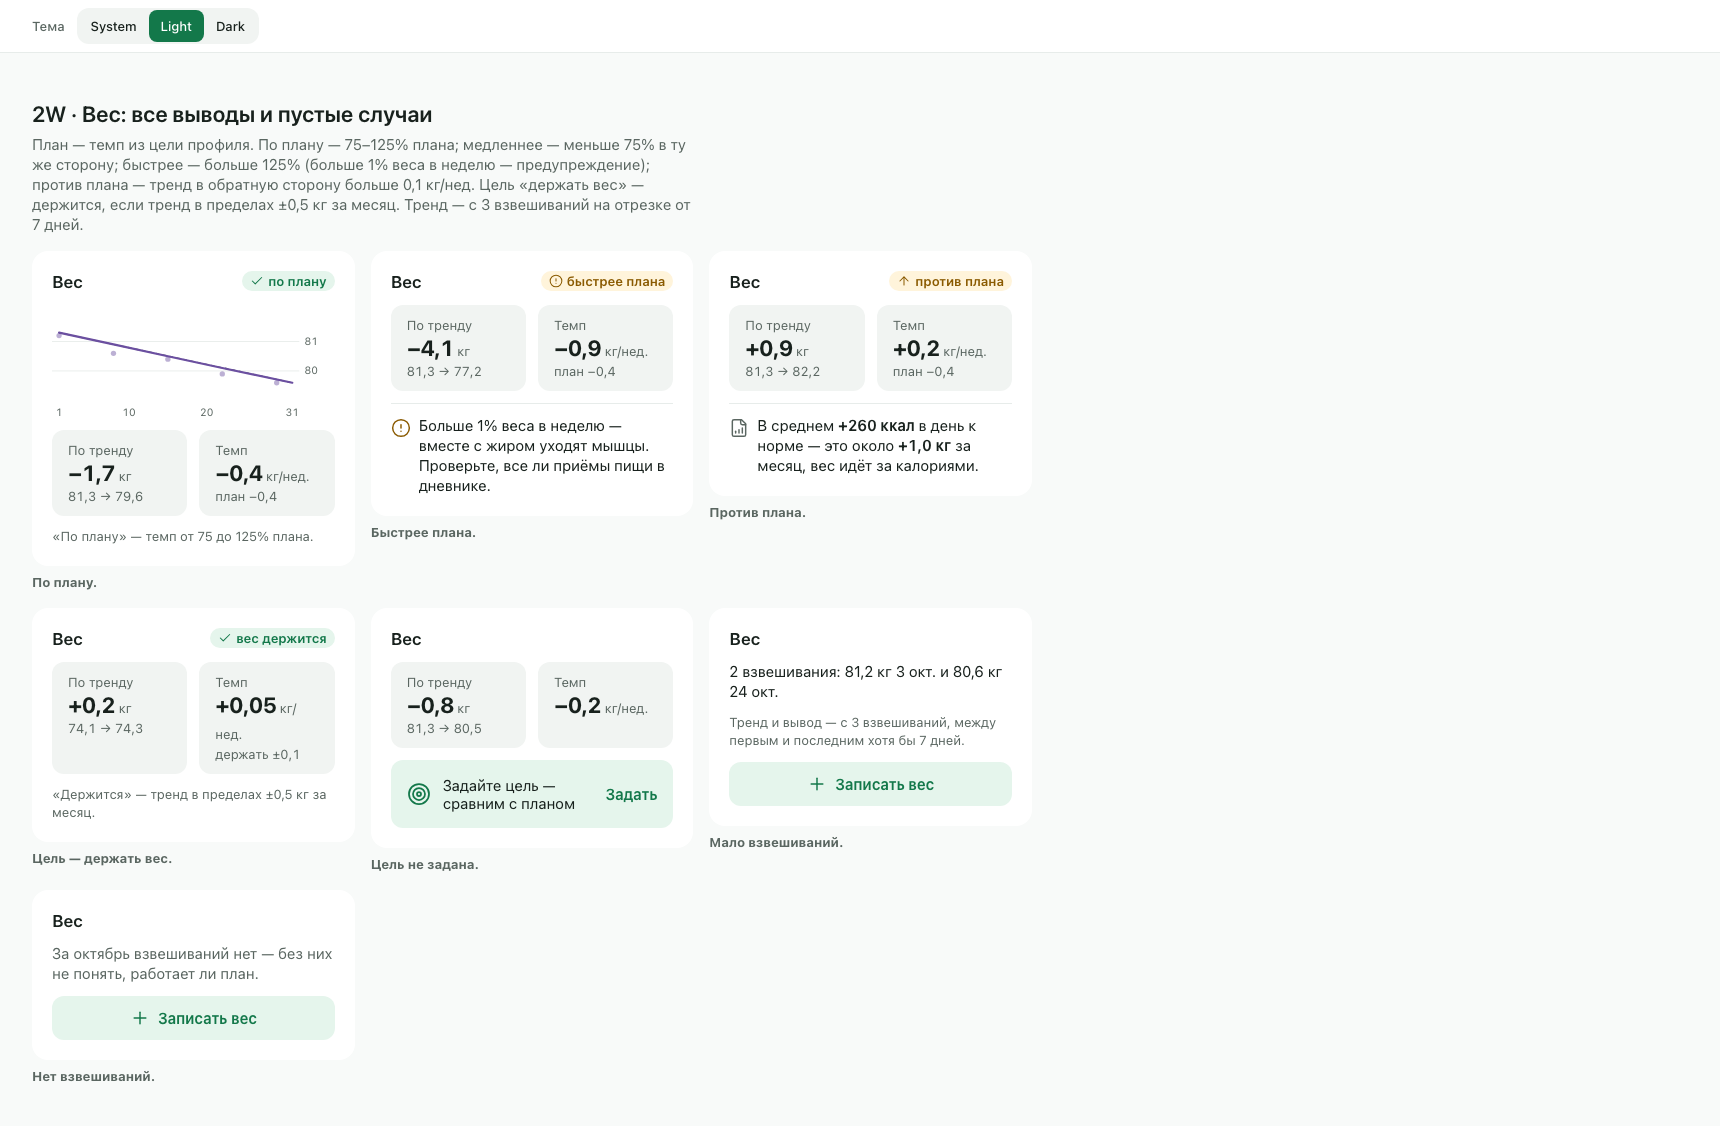 Тема System Light Dark
2W · Вес: все выводы и пустые случаи
План — темп из цели профиля. По плану — 75–125% плана; медленнее — меньше 75% в ту
же сторону; быстрее — больше 125% (больше 1% веса в неделю — предупреждение);
против плана — тренд в обратную сторону больше 0,1 кг/нед. Цель «держать вес» —
держится, если тренд в пределах ±0,5 кг за месяц. Тренд — с 3 взвешиваний на отрезке от
7 дней.
Вес
по плану
81
80
1 10 20 31
По тренду
−1,7 кг
81,3 → 79,6
Темп
−0,4 кг/нед.
план −0,4
«По плану» — темп от 75 до 125% плана.
По плану.
Вес
быстрее плана
По тренду
−4,1 кг
81,3 → 77,2
Темп
−0,9 кг/нед.
план −0,4
Больше 1% веса в неделю —
вместе с жиром уходят мышцы.
Проверьте, все ли приёмы пищи в
дневнике.
Быстрее плана.
Вес
против плана
По тренду
+0,9 кг
81,3 → 82,2
Темп
+0,2 кг/нед.
план −0,4
В среднем +260 ккал в день к
норме — это около +1,0 кг за
месяц, вес идёт за калориями.
Против плана.
Вес
вес держится
По тренду
+0,2 кг
74,1 → 74,3
Темп
+0,05 кг/
нед.
держать ±0,1
«Держится» — тренд в пределах ±0,5 кг за
месяц.
Цель — держать вес.
Вес
По тренду
−0,8 кг
81,3 → 80,5
Темп
−0,2 кг/нед.
Задайте цель —
сравним с планом
Задать
Цель не задана.
Вес
2 взвешивания: 81,2 кг 3 окт. и 80,6 кг
24 окт.
Тренд и вывод — с 3 взвешиваний, между
первым и последним хотя бы 7 дней.
Записать вес
Мало взвешиваний.
Вес
За октябрь взвешиваний нет — без них
не понять, работает ли план.
Записать вес
Нет взвешиваний.